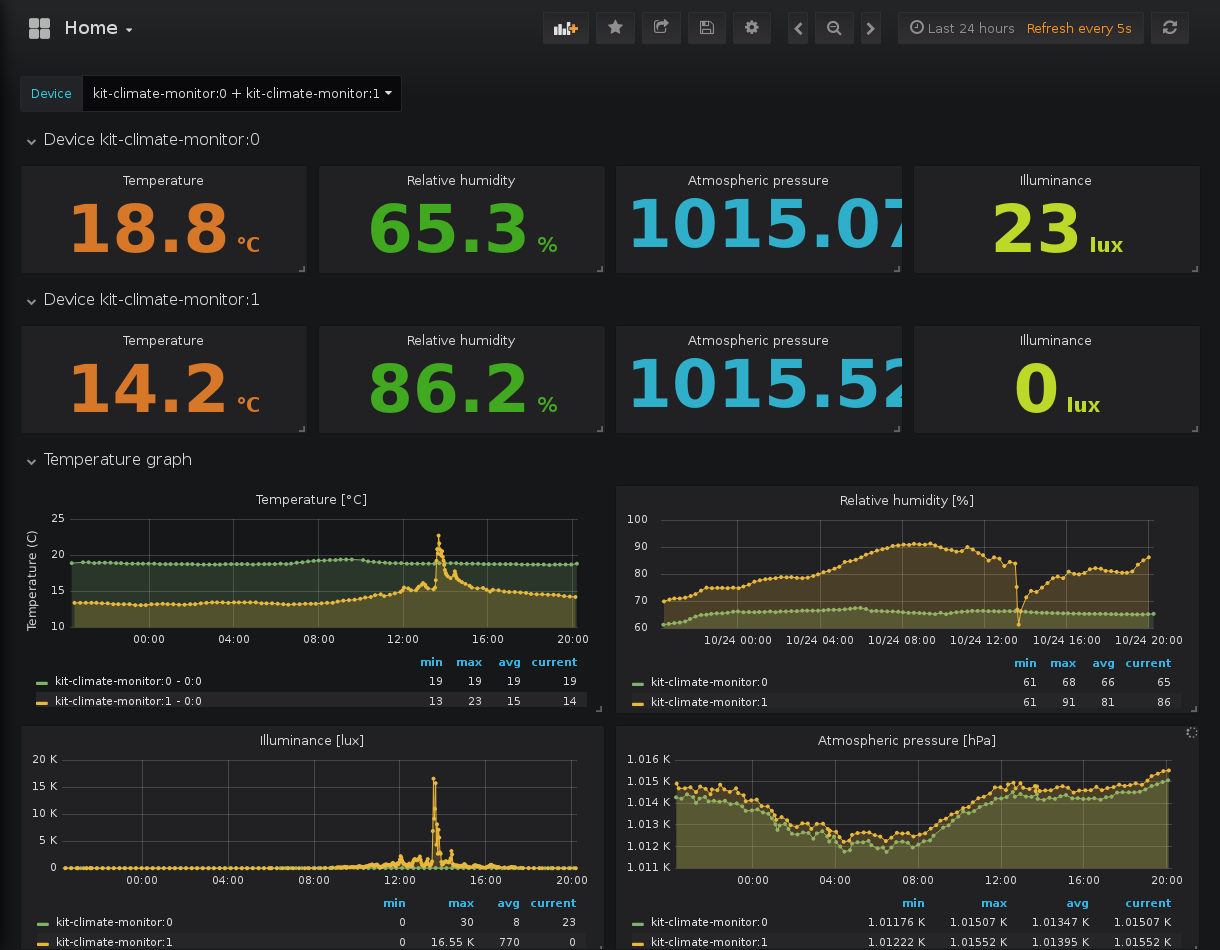 Home
Last 24 hours Refresh every 5s
Device kit-climate-monitor:0 + kit-climate-monitor:1
Device kit-climate-monitor:0
Temperature Relative humidity Atmospheric pressure Illuminance
18.8 °C 65.3 % 1015.07 23 lux
Device kit-climate-monitor:1
Temperature Relative humidity Atmospheric pressure Illuminance
14.2 °C 86.2 % 1015.52 0 lux
Temperature graph
Temperature [°C]
Temperature (C)
25
20
15
10
00:00 04:00 08:00 12:00 16:00 20:00
min max avg current
kit-climate-monitor:0 - 0:0 19 19 19 19
kit-climate-monitor:1 - 0:0 13 23 15 14
Relative humidity [%]
100
90
80
70
60
10/24 00:00 10/24 04:00 10/24 08:00 10/24 12:00 10/24 16:00 10/24 20:00
min max avg current
kit-climate-monitor:0 61 68 66 65
kit-climate-monitor:1 61 91 81 86
Illuminance [lux]
20 K
15 K
10 K
5 K
0
00:00 04:00 08:00 12:00 16:00 20:00
min max avg current
kit-climate-monitor:0 0 30 8 23
kit-climate-monitor:1 0 16.55 K 770 0
Atmospheric pressure [hPa]
1.016 K
1.015 K
1.014 K
1.013 K
1.012 K
1.011 K
00:00 04:00 08:00 12:00 16:00 20:00
min max avg current
kit-climate-monitor:0 1.01176 K 1.01507 K 1.01347 K 1.01507 K
kit-climate-monitor:1 1.01222 K 1.01552 K 1.01395 K 1.01552 K